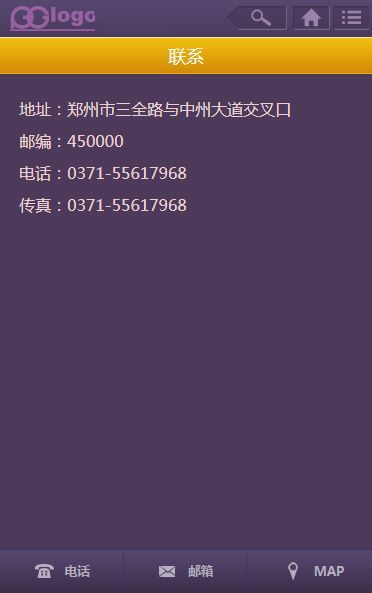 logo
联系
地址：郑州市三全路与中州大道交叉口
邮编：450000
电话：0371-55617968
传真：0371-55617968
电话 邮箱 MAP